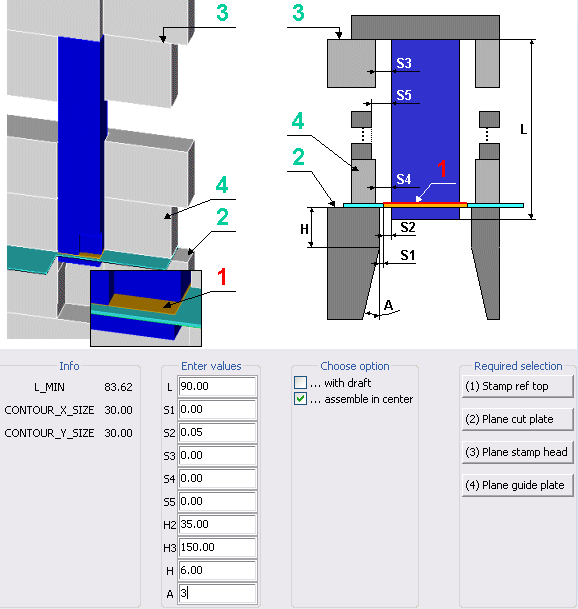 3
4
2
1
3
S3
S5
L
4
S4
1
2
H
S2
S1
A
Info
L_MIN 83.62
CONTOUR_X_SIZE 30.00
CONTOUR_Y_SIZE 30.00
Enter values
L 90.00
S1 0.00
S2 0.05
S3 0.00
S4 0.00
S5 0.00
H2 35.00
H3 150.00
H 6.00
A 3
Choose option
... with draft
... assemble in center
Required selection
(1) Stamp ref top
(2) Plane cut plate
(3) Plane stamp head
(4) Plane guide plate